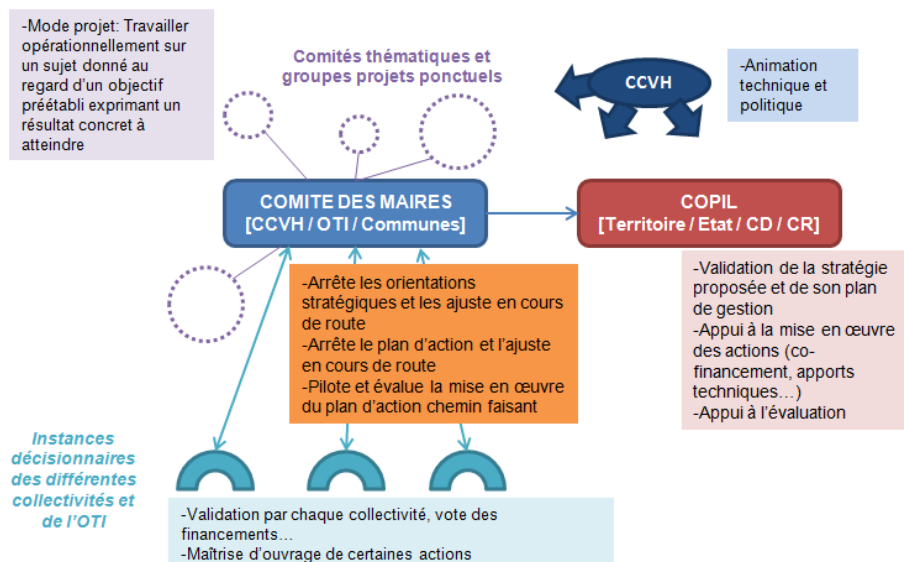 -Mode projet: Travailler
opérationnellement sur
un sujet donné au
regard d'un objectif
préétabli exprimant un
résultat concret à
atteindre
Comités thématiques et
groupes projets ponctuels
CCVH
-Animation
technique et
politique
COMITE DES MAIRES
[CCVH / OTI / Communes]
COPIL
[Territoire / Etat / CD / CR]
-Arrête les orientations
stratégiques et les ajuste en cours
de route
-Arrête le plan d'action et l'ajuste
en cours de route
-Pilote et évalue la mise en œuvre
du plan d'action chemin faisant
-Validation de la stratégie
proposée et de son plan
de gestion
-Appui à la mise en œuvre
des actions (co-
financement, apports
techniques…)
-Appui à l'évaluation
Instances
décisionnaires
des différentes
collectivités et
de l'OTI
-Validation par chaque collectivité, vote des
financements…
-Maîtrise d'ouvrage de certaines actions